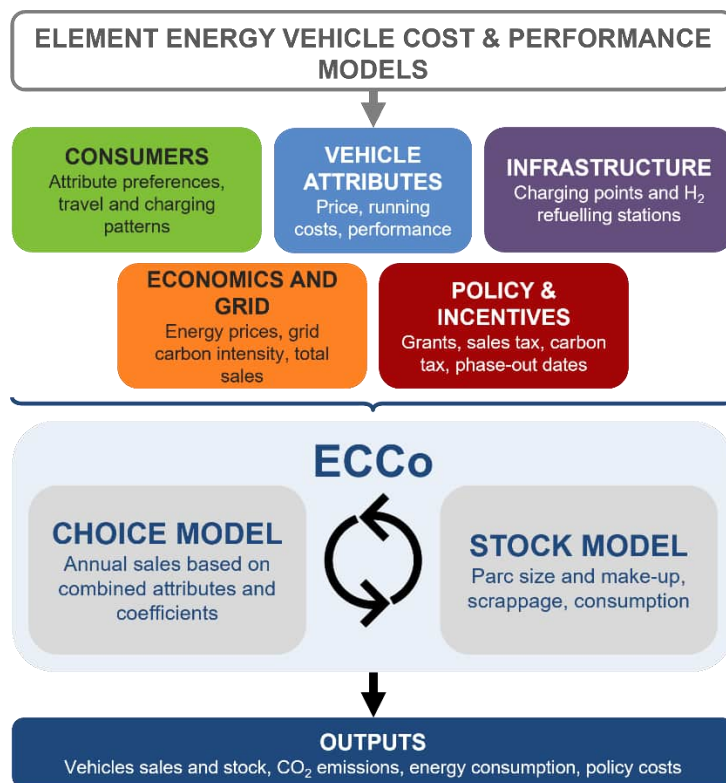 ELEMENT ENERGY VEHICLE COST & PERFORMANCE
MODELS
CONSUMERS
Attribute preferences,
travel and charging
patterns
VEHICLE
ATTRIBUTES
Price, running
costs, performance
INFRASTRUCTURE
Charging points and H₂
refuelling stations
ECONOMICS AND
GRID
Energy prices, grid
carbon intensity, total
sales
POLICY &
INCENTIVES
Grants, sales tax, carbon
tax, phase-out dates
ECCo
CHOICE MODEL
Annual sales based on
combined attributes and
coefficients
STOCK MODEL
Parc size and make-up,
scrappage, consumption
OUTPUTS
Vehicles sales and stock, CO₂ emissions, energy consumption, policy costs